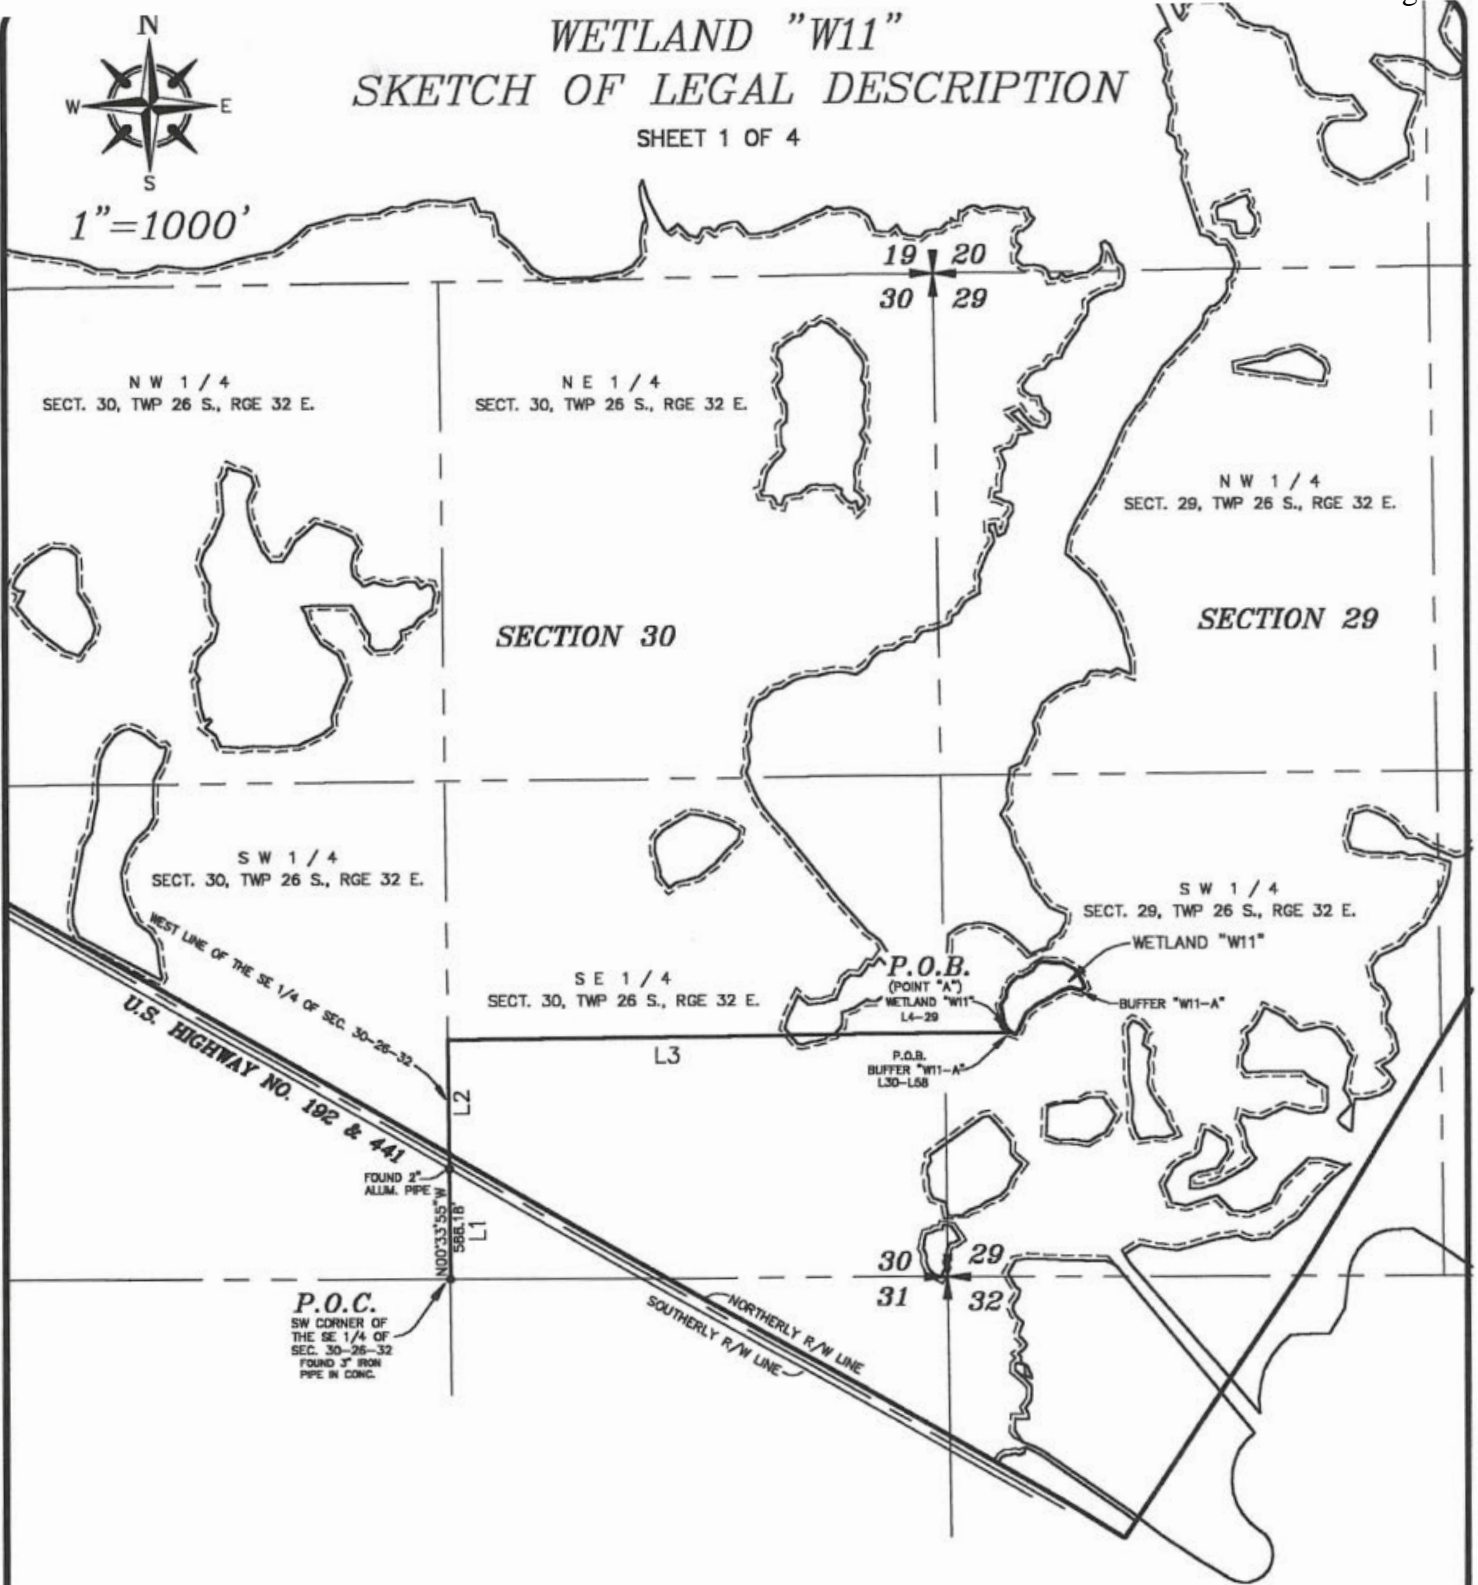 g
N
W
E
S
WETLAND "W11"
SKETCH OF LEGAL DESCRIPTION
SHEET 1 OF 4
1"=1000'
19 20
30 29
N W 1 / 4
SECT. 30, TWP 26 S., RGE 32 E.
N E 1 / 4
SECT. 30, TWP 26 S., RGE 32 E.
N W 1 / 4
SECT. 29, TWP 26 S., RGE 32 E.
SECTION 30
SECTION 29
S W 1 / 4
SECT. 30, TWP 26 S., RGE 32 E.
S W 1 / 4
SECT. 29, TWP 26 S., RGE 32 E.
WETLAND "W11"
WEST LINE OF THE SE 1/4 OF SEC. 30-26-32
S E 1 / 4
SECT. 30, TWP 26 S., RGE 32 E.
P.O.B.
(POINT "A")
WETLAND "W11"
L4-29
BUFFER "W11-A"
U.S. HIGHWAY NO. 192 & 441
L3
P.O.B.
BUFFER "W11-A"
L30-L58
L2
FOUND 2"
ALUM. PIPE
N00°33'55"W
588.18'
L1
30 29
31 32
P.O.C.
SW CORNER OF
THE SE 1/4 OF
SEC. 30-26-32
FOUND 3" IRON
PIPE IN CONC.
NORTHERLY R/W LINE
SOUTHERLY R/W LINE